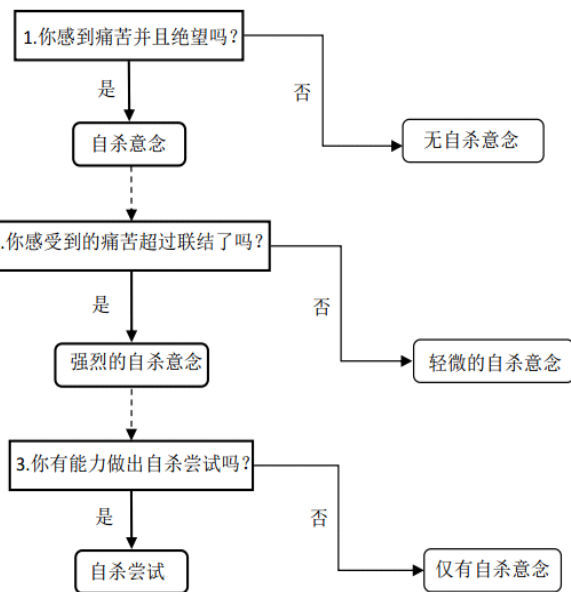 1.你感到痛苦并且绝望吗？
是
否
自杀意念
无自杀意念
.你感受到的痛苦超过联结了吗？
是
否
强烈的自杀意念
轻微的自杀意念
3.你有能力做出自杀尝试吗？
是
否
自杀尝试
仅有自杀意念